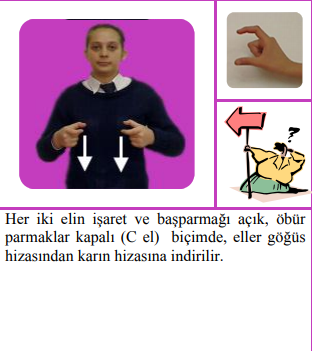 Her iki elin işaret ve başparmağı açık, öbür
parmaklar kapalı (C el) biçimde, eller göğüs
hizasından karın hizasına indirilir.